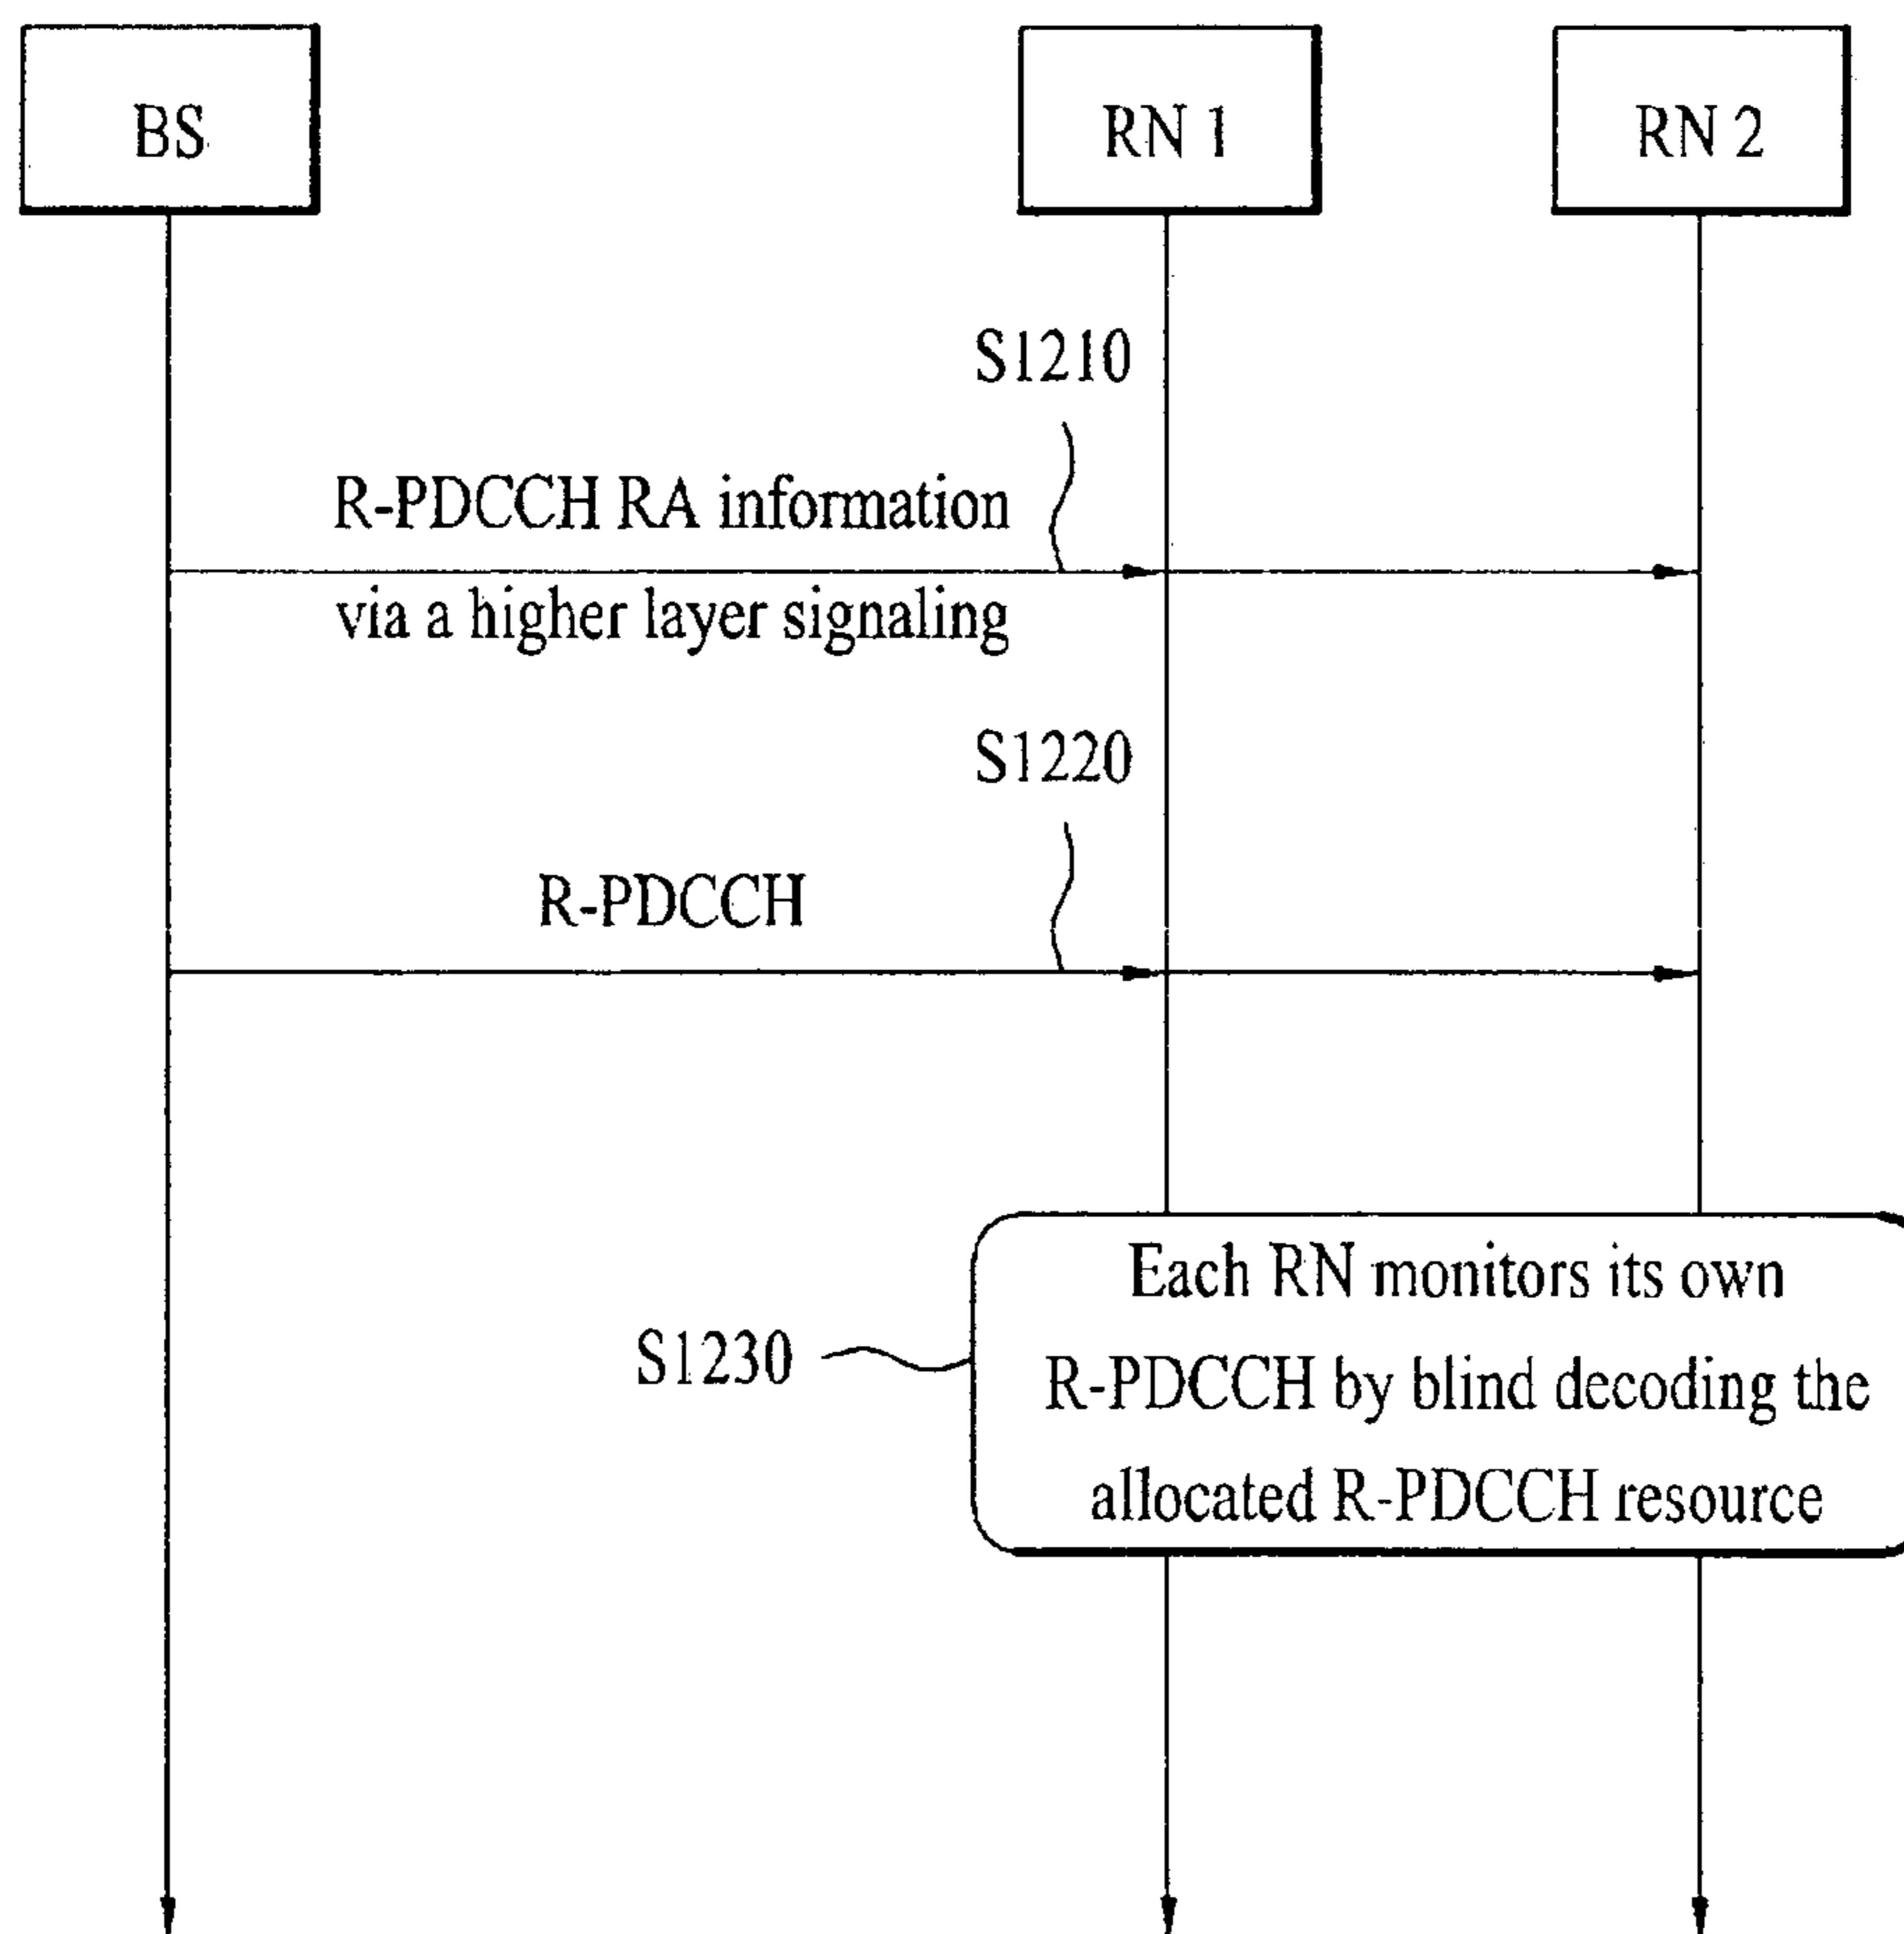 BS
RN 1
RN 2
S1210
R-PDCCH RA information
via a higher layer signaling
S1220
R-PDCCH
S1230
Each RN monitors its own
R-PDCCH by blind decoding the
allocated R-PDCCH resource